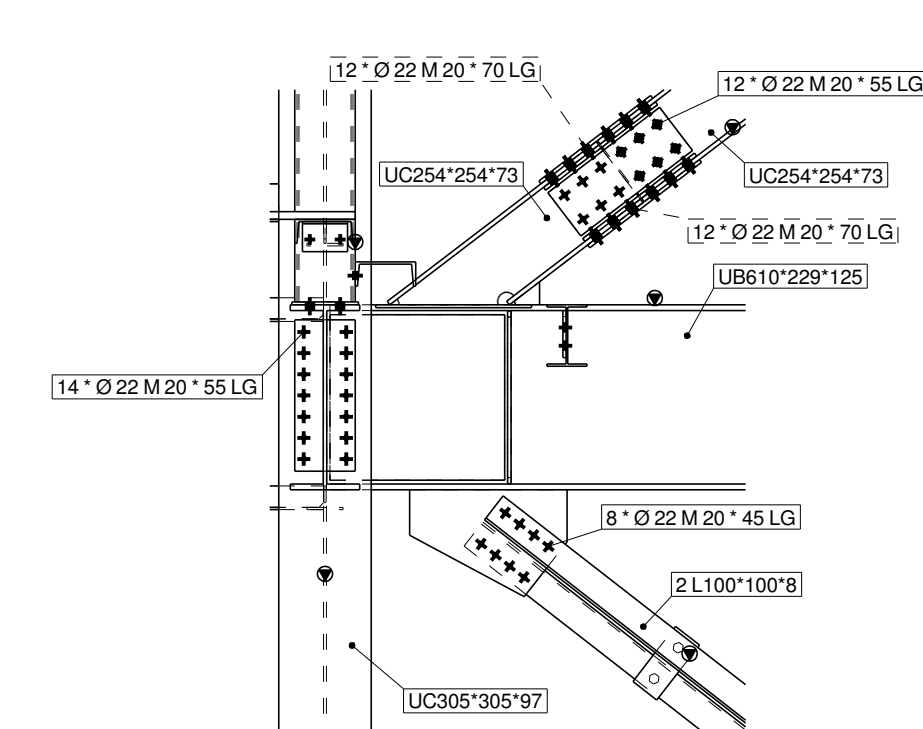 12 * Ø 22 M 20 * 70 LG
12 * Ø 22 M 20 * 55 LG
UC254*254*73
UC254*254*73
12 * Ø 22 M 20 * 70 LG
UB610*229*125
14 * Ø 22 M 20 * 55 LG
8 * Ø 22 M 20 * 45 LG
2 L100*100*8
UC305*305*97